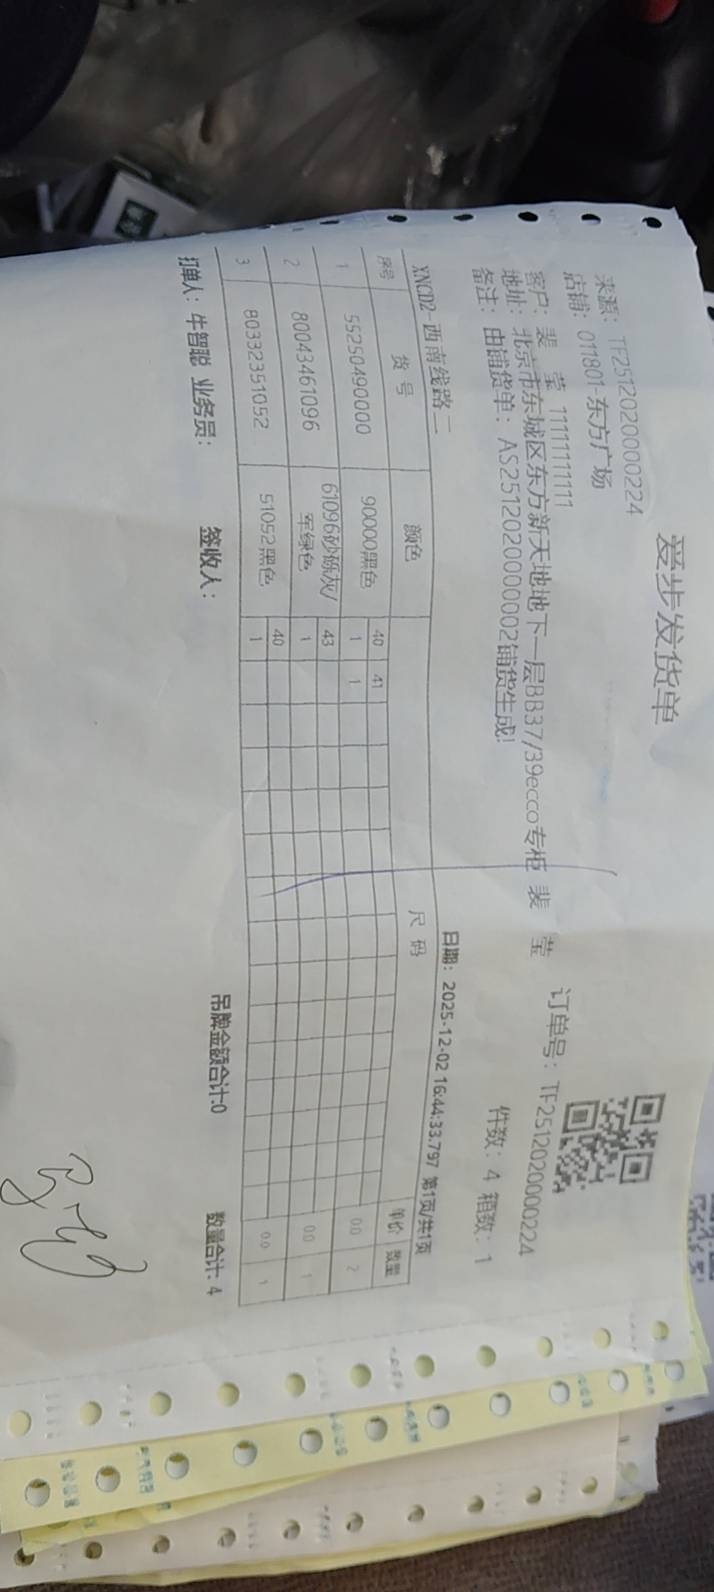 爱步发货单
来源: TF2512020000224
店铺: 011801-东方广场
订单号: TF2512020000224
客户: 裴 莹 11111111111
地址: 北京市东城区东方新天地地下一层BB37/39ecco专柜 裴 莹
件数: 4 箱数: 1
备注: 由铺货单: AS2512020000002铺货生成!
XNCD2-西南线路二 日期: 2025-12-02 16:44:33.797 第1页/共1页
序号 货号 颜色 尺码 单价 数量
40 41
1 55250490000 90000黑色 1 1 0.0 2
43
2 80043461096 61096砂砾灰/军绿色 1 0.0 1
40
3 80332351052 51052黑色 1 0.0 1
吊牌金额合计:0 数量合计: 4
打单人: 牛智聪 业务员: 签收人: